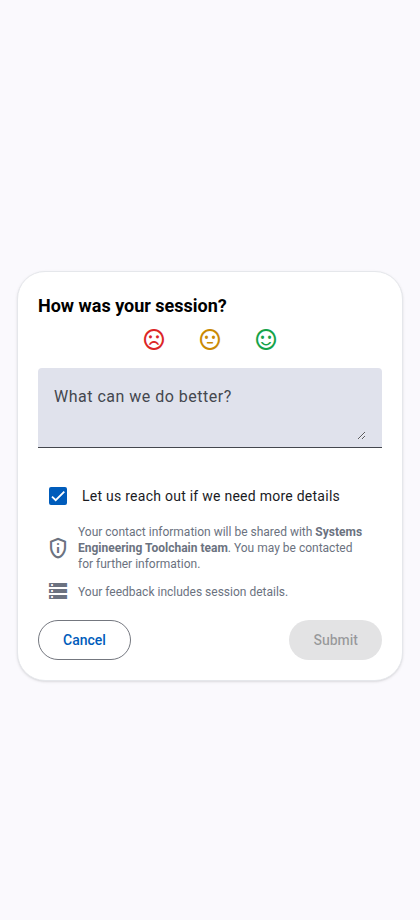 How was your session?
What can we do better?
Let us reach out if we need more details
Your contact information will be shared with Systems
Engineering Toolchain team. You may be contacted
for further information.
Your feedback includes session details.
Cancel
Submit